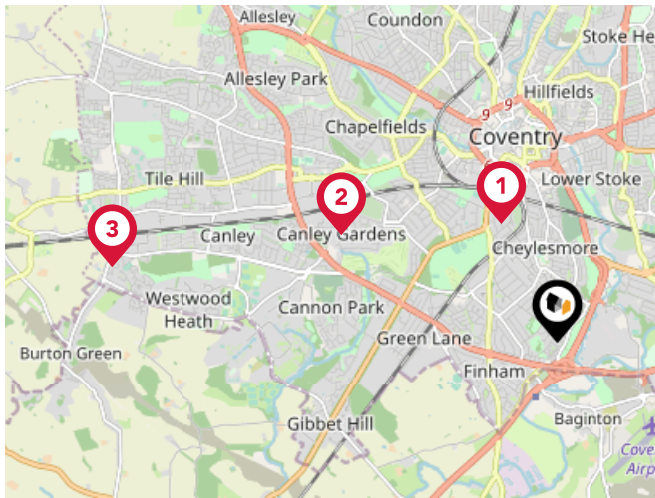 Allesley
Coundon
Stoke He
Allesley Park
Hillfields
9
9
Chapelfields
Coventry
Tile Hill
Lower Stoke
1
2
3
Canley
Canley Gardens
Cheylesmore
Westwood
Heath
Cannon Park
Burton Green
Green Lane
Finham
Gibbet Hill
Baginton
Cove
Airp